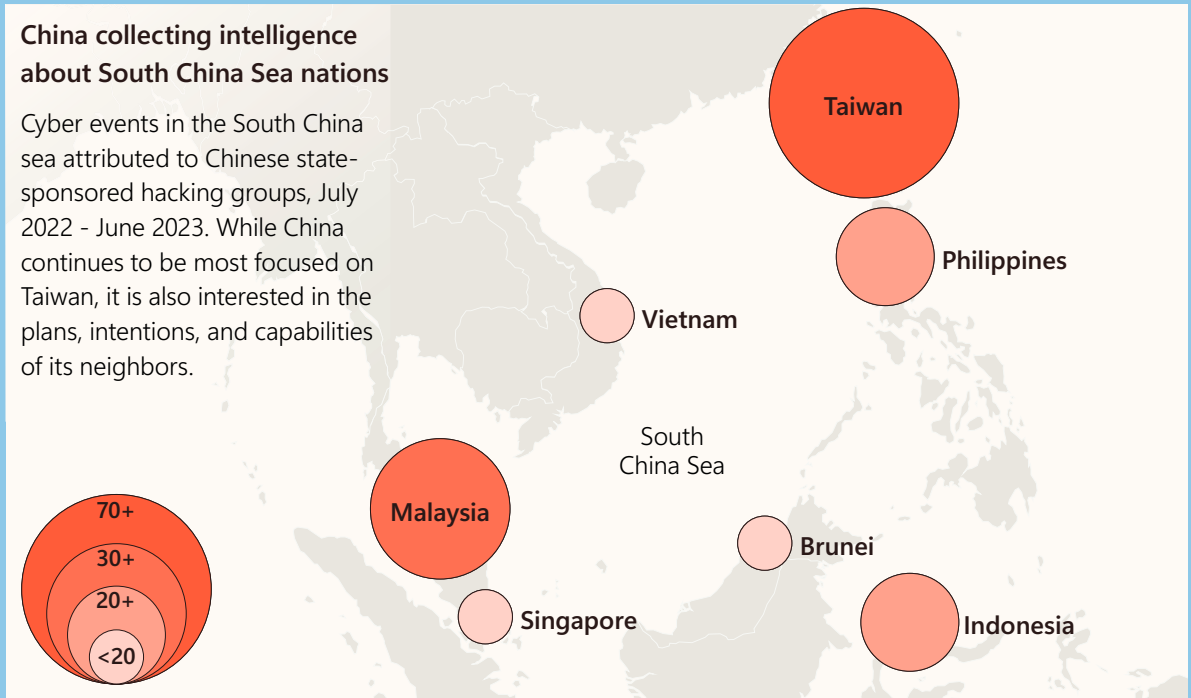 China collecting intelligence
about South China Sea nations
Cyber events in the South China
sea attributed to Chinese state-
sponsored hacking groups, July
2022 - June 2023. While China
continues to be most focused on
Taiwan, it is also interested in the
plans, intentions, and capabilities
of its neighbors.
Taiwan
Philippines
Vietnam
South
China Sea
Malaysia
Brunei
Singapore
Indonesia
70+
30+
20+
<20